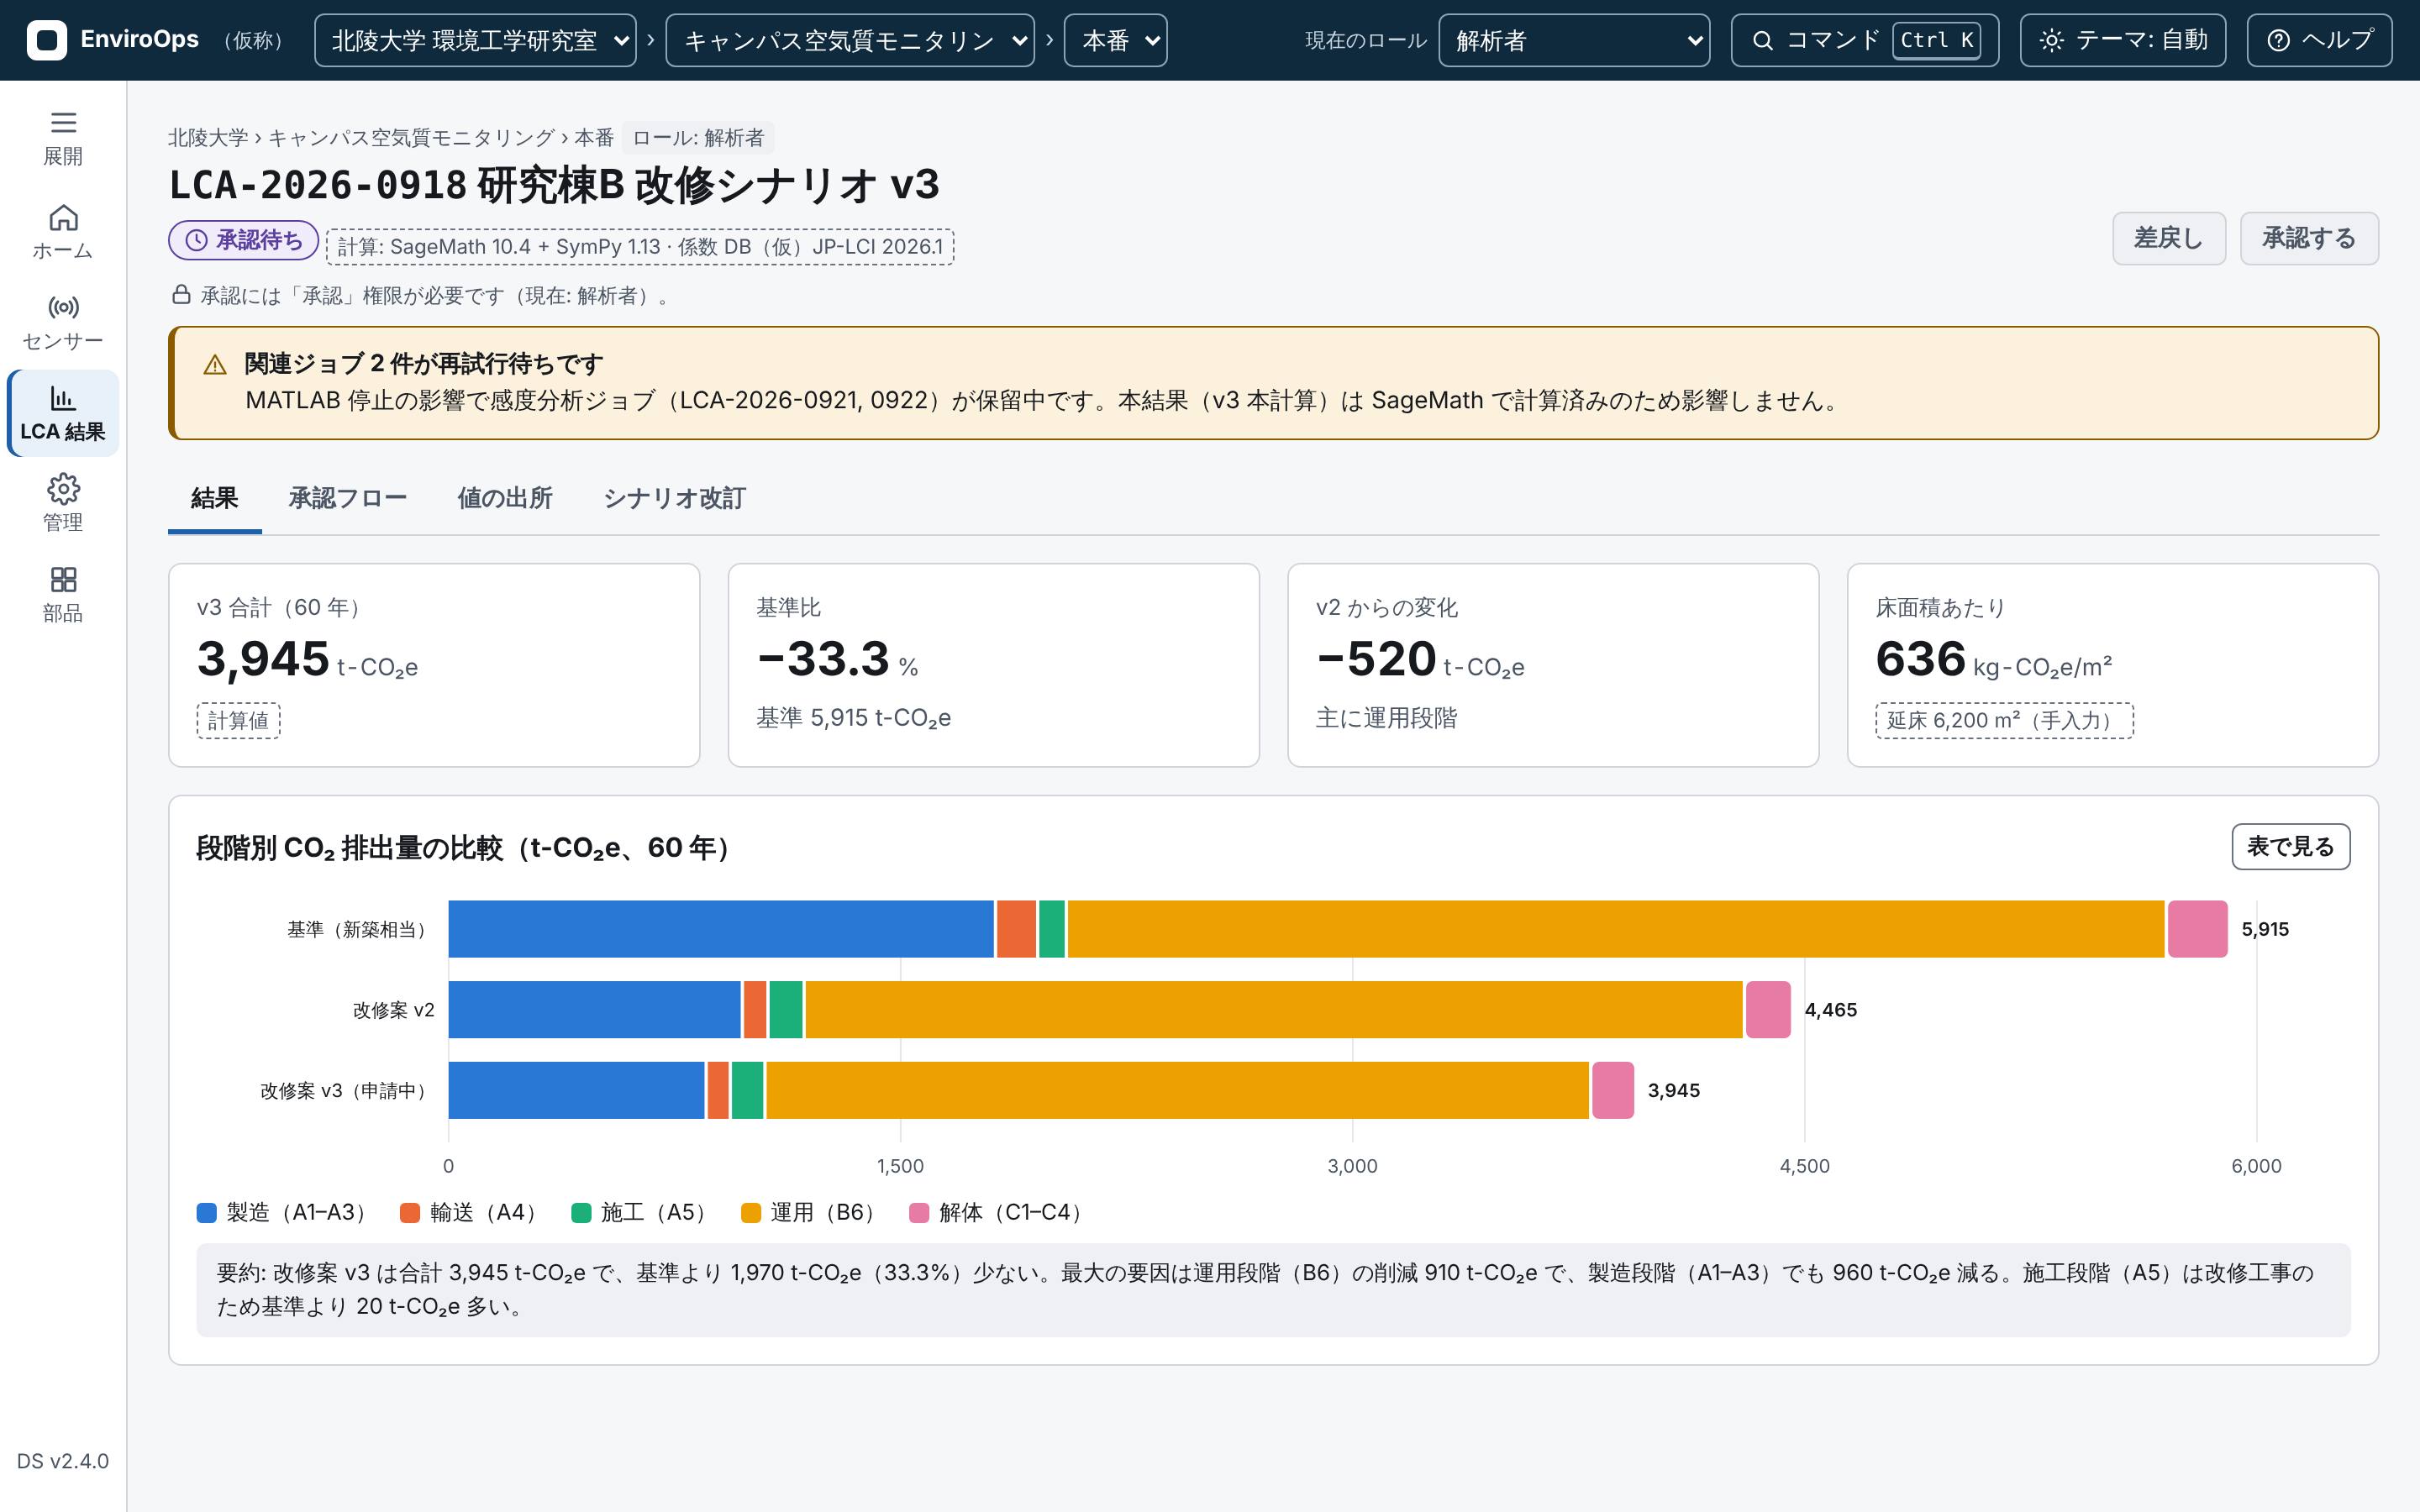 EnviroOps （仮称） 北陵大学 環境工学研究室 › キャンパス空気質モニタリン › 本番 現在のロール 解析者 コマンド Ctrl K テーマ: 自動 ヘルプ
展開
ホーム
センサー
LCA 結果
管理
部品
DS v2.4.0
北陵大学 › キャンパス空気質モニタリング › 本番 ロール: 解析者
LCA-2026-0918 研究棟B 改修シナリオ v3
承認待ち 計算: SageMath 10.4 + SymPy 1.13 · 係数 DB（仮）JP-LCI 2026.1
差戻し 承認する
承認には「承認」権限が必要です（現在: 解析者）。
関連ジョブ 2 件が再試行待ちです
MATLAB 停止の影響で感度分析ジョブ（LCA-2026-0921, 0922）が保留中です。本結果（v3 本計算）は SageMath で計算済みのため影響しません。
結果 承認フロー 値の出所 シナリオ改訂
v3 合計（60 年）
3,945 t-CO₂e
計算値
基準比
−33.3 %
基準 5,915 t-CO₂e
v2 からの変化
−520 t-CO₂e
主に運用段階
床面積あたり
636 kg-CO₂e/m²
延床 6,200 m²（手入力）
段階別 CO₂ 排出量の比較（t-CO₂e、60 年）
表で見る
基準（新築相当） 5,915
改修案 v2 4,465
改修案 v3（申請中） 3,945
0 1,500 3,000 4,500 6,000
製造（A1–A3） 輸送（A4） 施工（A5） 運用（B6） 解体（C1–C4）
要約: 改修案 v3 は合計 3,945 t-CO₂e で、基準より 1,970 t-CO₂e（33.3%）少ない。最大の要因は運用段階（B6）の削減 910 t-CO₂e で、製造段階（A1–A3）でも 960 t-CO₂e 減る。施工段階（A5）は改修工事の
ため基準より 20 t-CO₂e 多い。